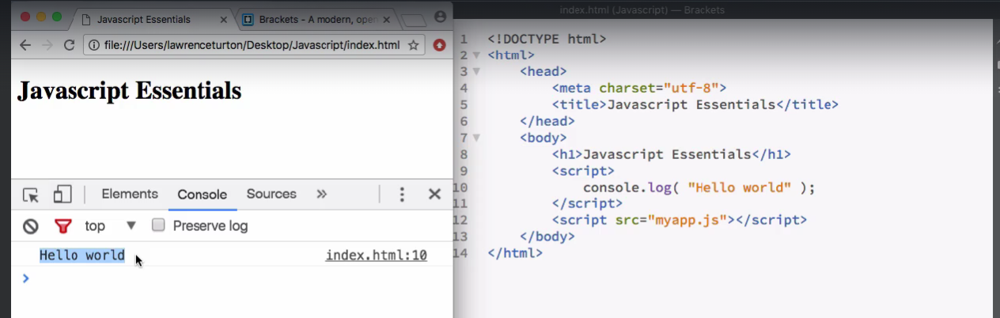 Javascript Essentials
Brackets - A modern, open
file:///Users/lawrenceturton/Desktop/Javascript/index.html
Javascript Essentials
Elements Console Sources »
top Preserve log
Hello world index.html:10
index.html (Javascript) — Brackets
1 <!DOCTYPE html>
2 <html>
3 <head>
4 <meta charset="utf-8">
5 <title>Javascript Essentials</title>
6 </head>
7 <body>
8 <h1>Javascript Essentials</h1>
9 <script>
10 console.log( "Hello world" );
11 </script>
12 <script src="myapp.js"></script>
13 </body>
14 </html>